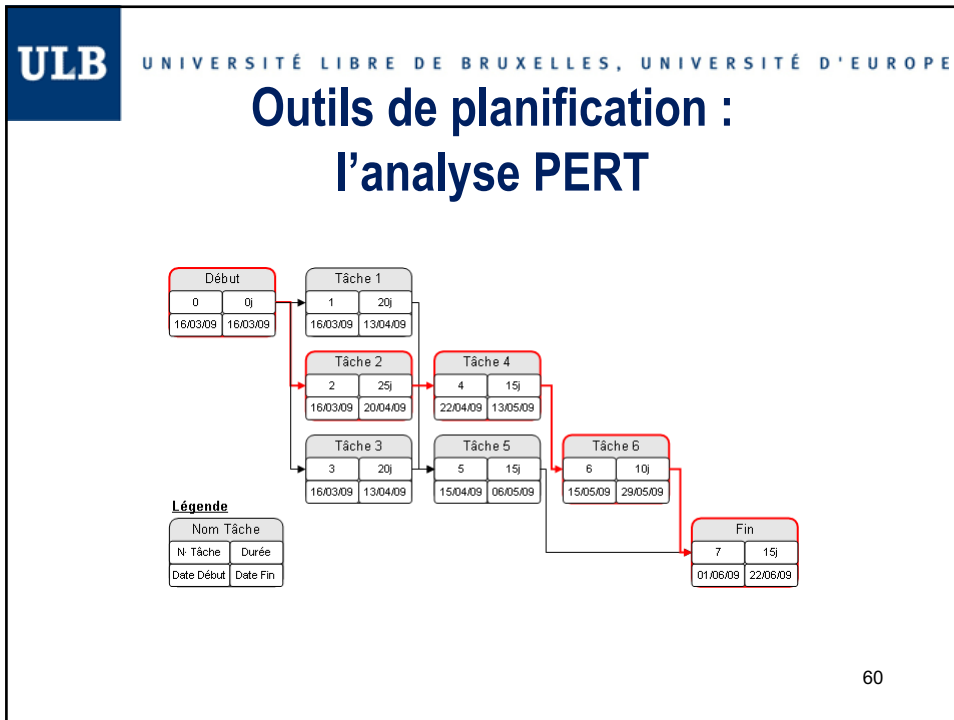 ULB
UNIVERSITÉ LIBRE DE BRUXELLES, UNIVERSITÉ D'EUROPE
Outils de planification :
l’analyse PERT
Début
0 0j
16/03/09 16/03/09
Tâche 1
1 20j
16/03/09 13/04/09
Tâche 2
2 25j
16/03/09 20/04/09
Tâche 4
4 15j
22/04/09 13/05/09
Tâche 3
3 20j
16/03/09 13/04/09
Tâche 5
5 15j
15/04/09 06/05/09
Tâche 6
6 10j
15/05/09 29/05/09
Légende
Nom Tâche
N· Tâche Durée
Date Début Date Fin
Fin
7 15j
01/06/09 22/06/09
60